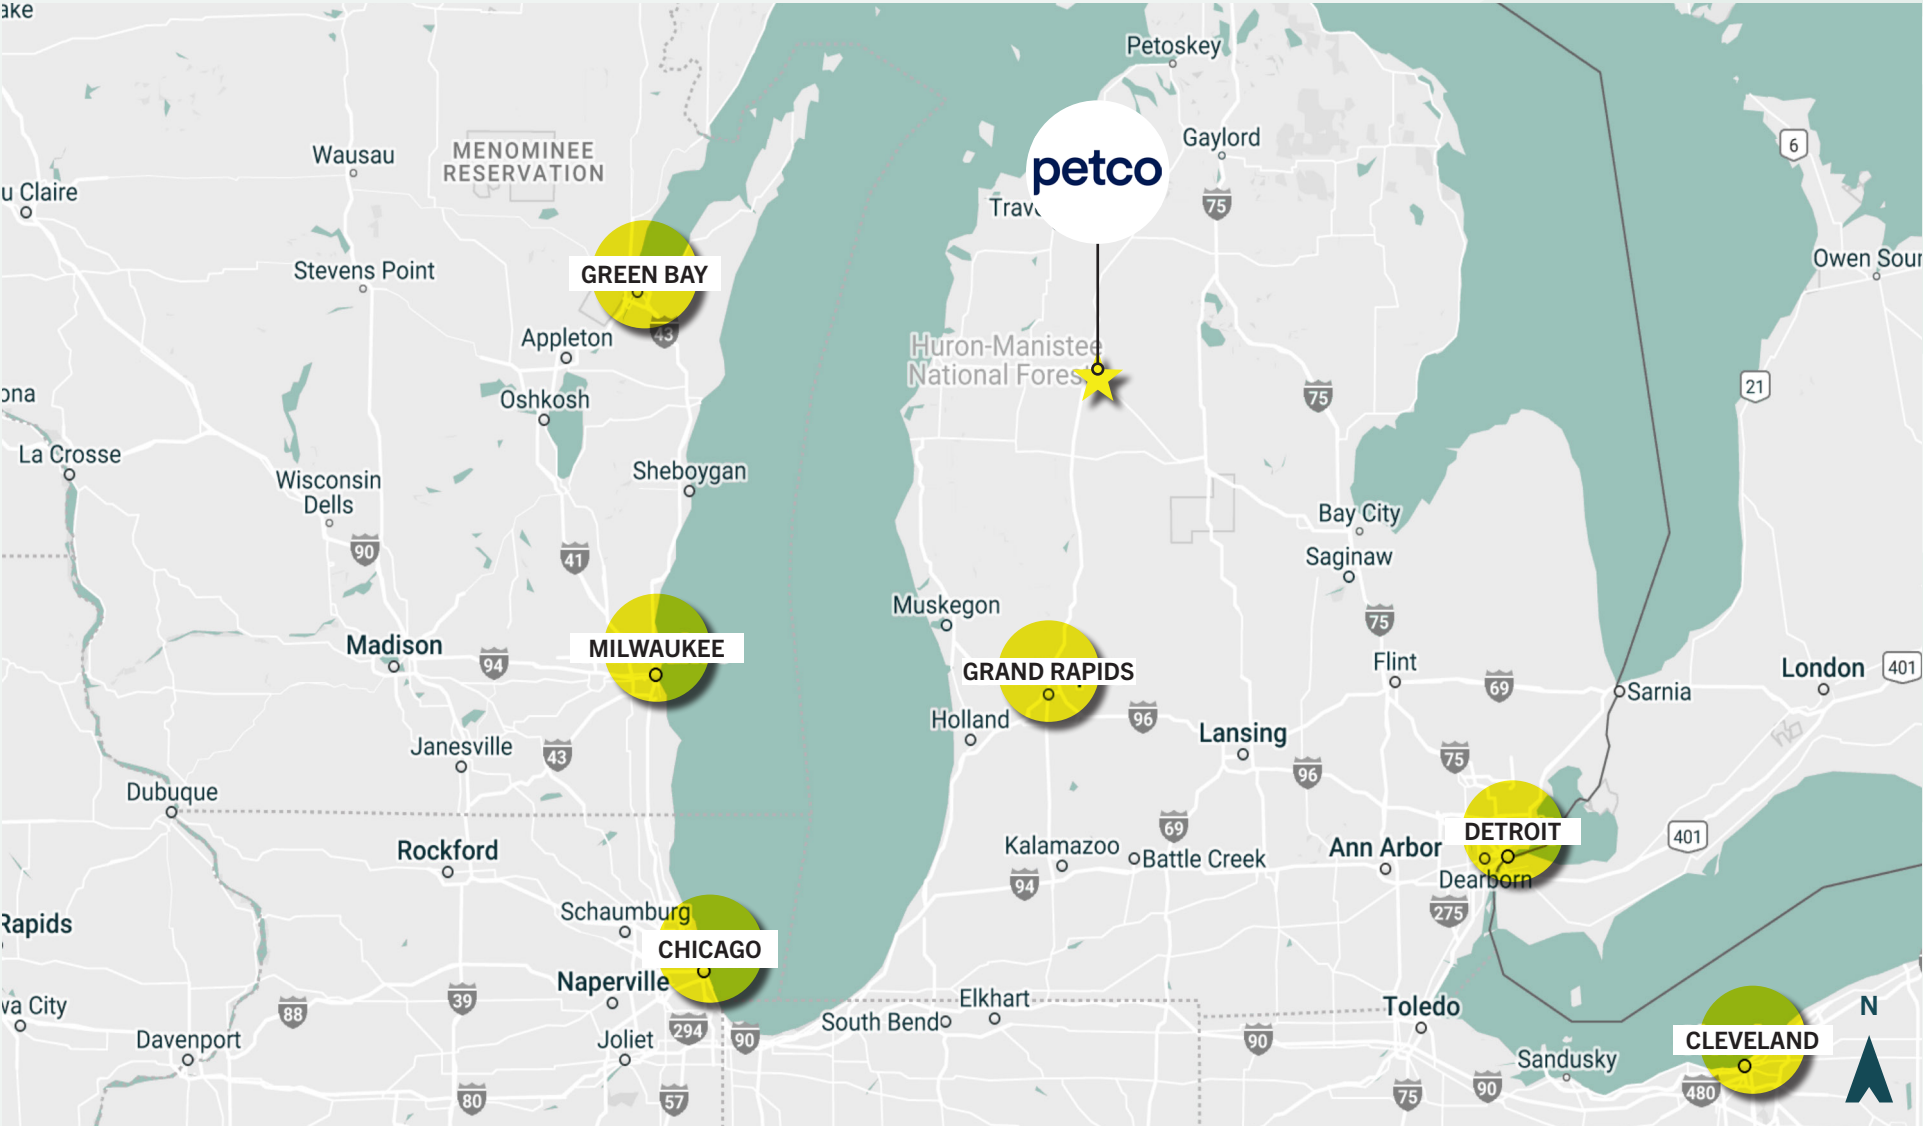 Petoskey
Gaylord
6
petco
75
Wausau
MENOMINEE
RESERVATION
u Claire
Trave
Stevens Point
GREEN BAY
43
Owen Soun
Appleton
Huron-Manistee
National Forest
75
21
Oshkosh
ona
La Crosse
Sheboygan
Wisconsin
Dells
Bay City
90
41
Saginaw
Muskegon
75
Madison
94
MILWAUKEE
GRAND RAPIDS
Flint
69
Sarnia
London
401
Holland
96
Lansing
Janesville
43
75
96
Dubuque
69
DETROIT
401
Rockford
Kalamazoo
Battle Creek
Ann Arbor
94
Dearborn
275
Schaumburg
Rapids
CHICAGO
Naperville
va City
88
39
Elkhart
South Bend
Toledo
N
294
90
90
Davenport
Joliet
CLEVELAND
Sandusky
80
57
75
90
480